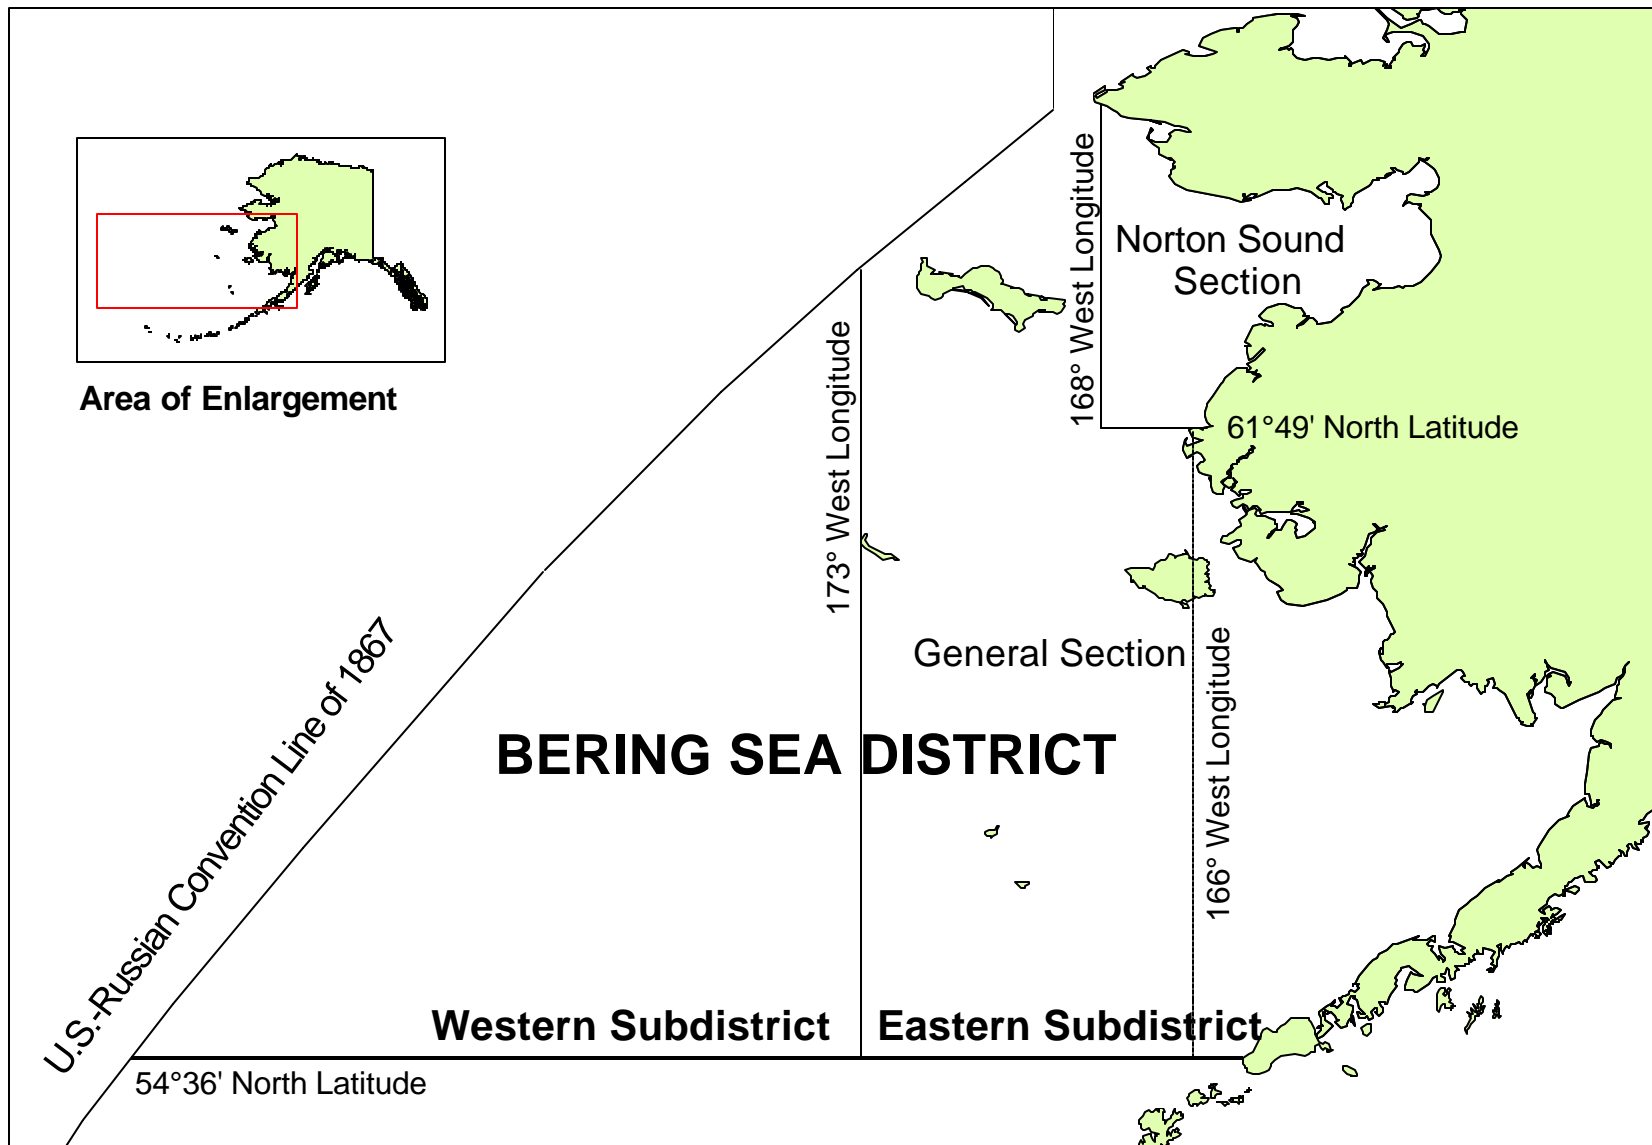 Area of Enlargement
168° West Longitude
Norton Sound
Section
173° West Longitude
61°49' North Latitude
U.S.-Russian Convention Line of 1867
General Section
166° West Longitude
BERING SEA DISTRICT
Western Subdistrict
Eastern Subdistrict
54°36' North Latitude